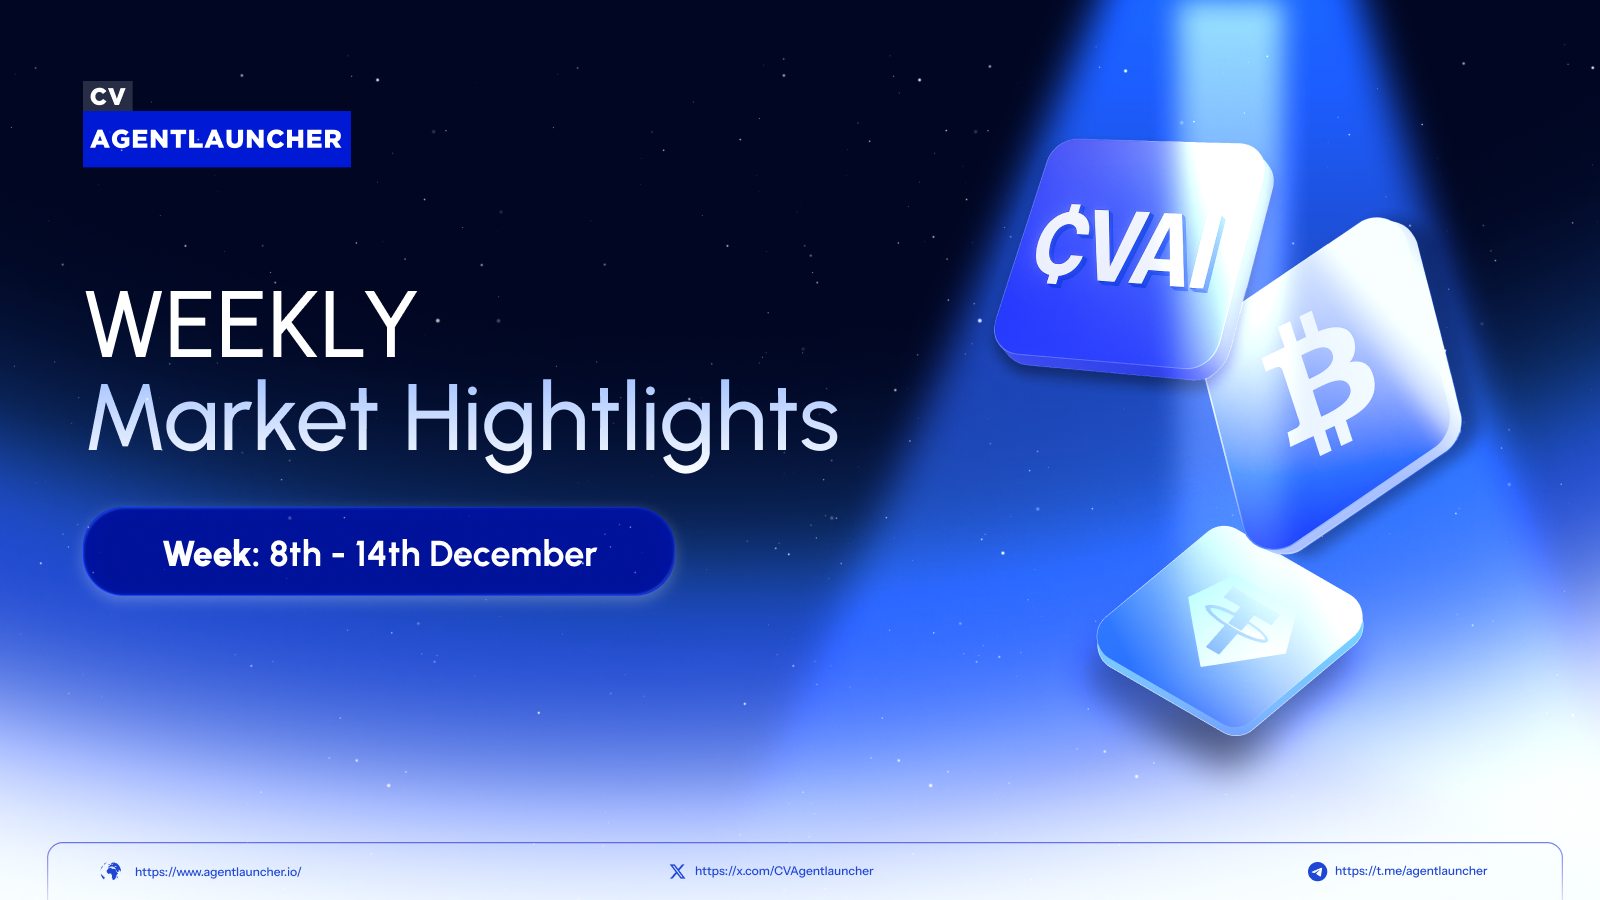 CV
AGENTLAUNCHER
WEEKLY
Market Hightlights
Week: 8th - 14th December
¢VAI
https://www.agentlauncher.io/
https://x.com/CVAgentlauncher
https://t.me/agentlauncher